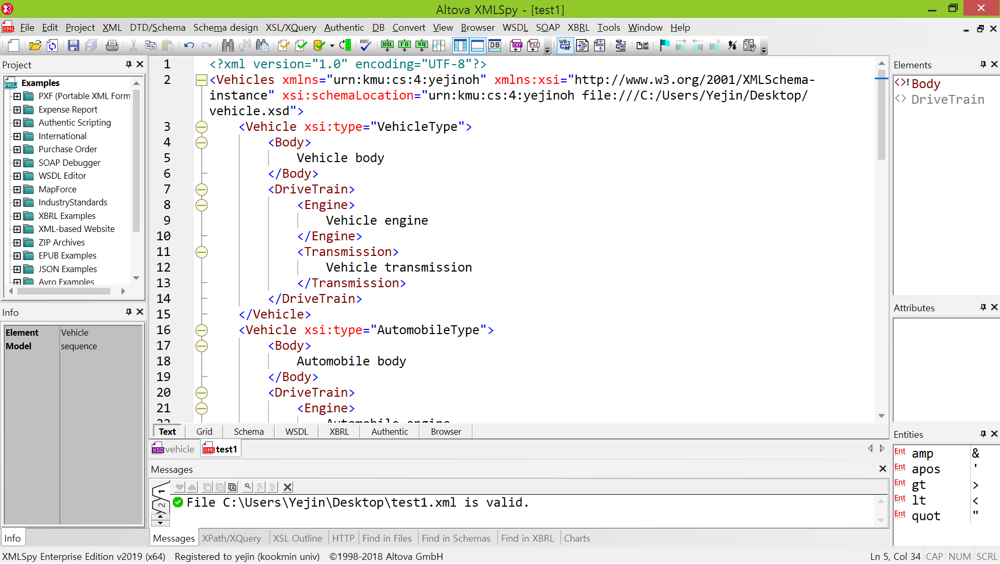 Altova XMLSpy - [test1]
File Edit Project XML DTD/Schema Schema design XSL/XQuery Authentic DB Convert View Browser WSDL SOAP XBRL Tools Window Help
Project
Examples
PXF (Portable XML Form
Expense Report
Authentic Scripting
International
Purchase Order
SOAP Debugger
WSDL Editor
MapForce
IndustryStandards
XBRL Examples
XML-based Website
ZIP Archives
EPUB Examples
JSON Examples
Avro Examples
Info
Element Vehicle
Model sequence
Info
1 <?xml version="1.0" encoding="UTF-8"?>
2 <Vehicles xmlns="urn:kmu:cs:4:yejinoh" xmlns:xsi="http://www.w3.org/2001/XMLSchema-
instance" xsi:schemaLocation="urn:kmu:cs:4:yejinoh file:///C:/Users/Yejin/Desktop/
vehicle.xsd">
3 <Vehicle xsi:type="VehicleType">
4 <Body>
5 Vehicle body
6 </Body>
7 <DriveTrain>
8 <Engine>
9 Vehicle engine
10 </Engine>
11 <Transmission>
12 Vehicle transmission
13 </Transmission>
14 </DriveTrain>
15 </Vehicle>
16 <Vehicle xsi:type="AutomobileType">
17 <Body>
18 Automobile body
19 </Body>
20 <DriveTrain>
21 <Engine>
22 Automobile engine
Text Grid Schema WSDL XBRL Authentic Browser
vehicle test1
Messages
1
2
File C:\Users\Yejin\Desktop\test1.xml is valid.
Messages XPath/XQuery XSL Outline HTTP Find in Files Find in Schemas Find in XBRL Charts
Elements
<>! Body
<> DriveTrain
Attributes
Entities
Ent amp &
Ent apos '
Ent gt >
Ent lt <
Ent quot "
XMLSpy Enterprise Edition v2019 (x64) Registered to yejin (kookmin univ) ©1998-2018 Altova GmbH Ln 5, Col 34 CAP NUM SCRL